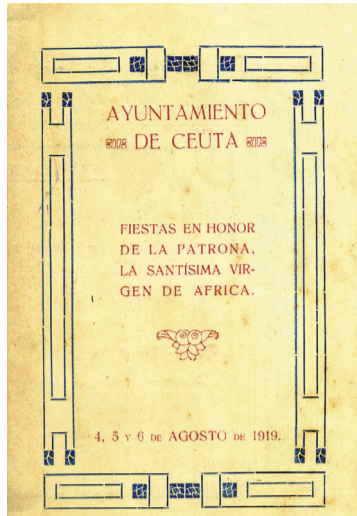 AYUNTAMIENTO
DE CEUTA
FIESTAS EN HONOR
DE LA PATRONA,
LA SANTÍSIMA VIR-
GEN DE AFRICA.
4, 5 Y 6 DE AGOSTO DE 1919.